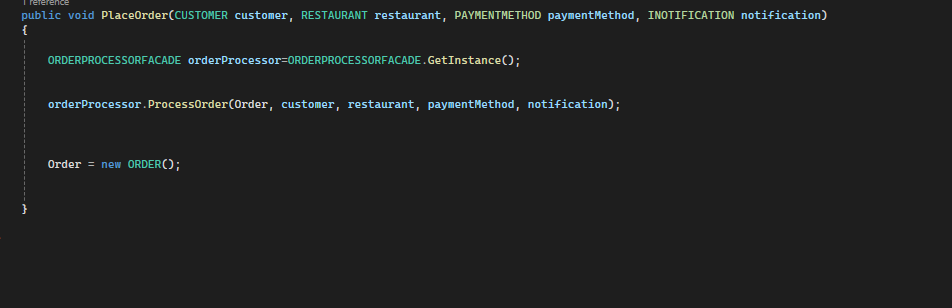 1 reference
public void PlaceOrder(CUSTOMER customer, RESTAURANT restaurant, PAYMENTMETHOD paymentMethod, INOTIFICATION notification)
{
ORDERPROCESSORFACADE orderProcessor=ORDERPROCESSORFACADE.GetInstance();
orderProcessor.ProcessOrder(Order, customer, restaurant, paymentMethod, notification);
Order = new ORDER();
}